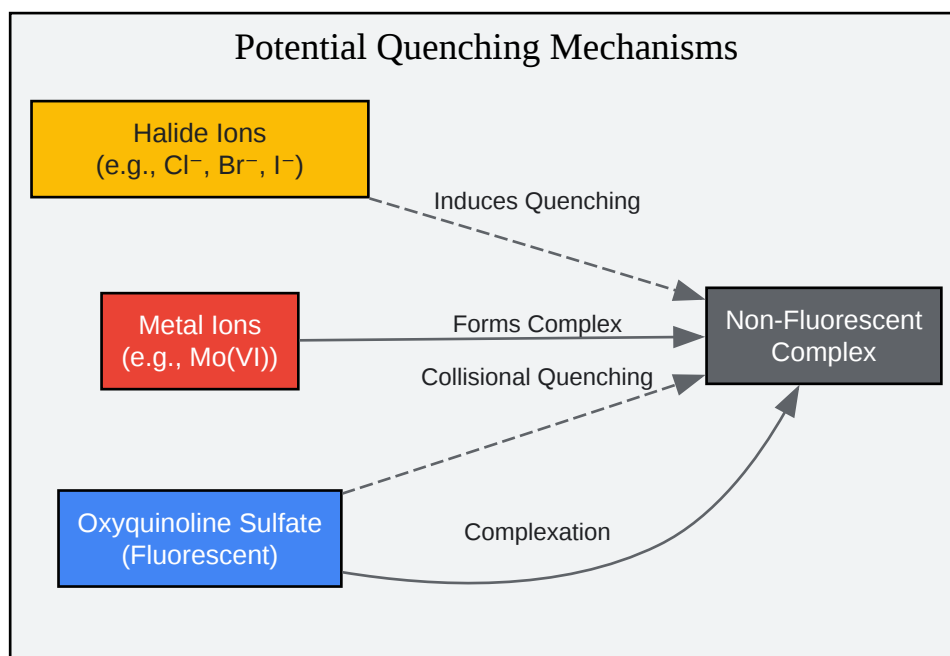 Potential Quenching Mechanisms
Halide Ions
(e.g., Cl⁻, Br⁻, I⁻)
Induces Quenching
Metal Ions
(e.g., Mo(VI))
Forms Complex
Non-Fluorescent
Complex
Collisional Quenching
Oxyquinoline Sulfate
(Fluorescent)
Complexation